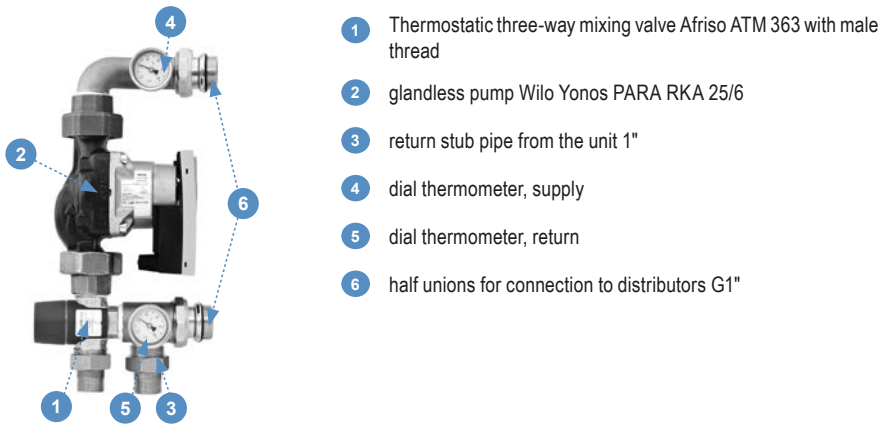 4
2
6
1
5
3
1 Thermostatic three-way mixing valve Afriso ATM 363 with male
thread
2 glandless pump Wilo Yonos PARA RKA 25/6
3 return stub pipe from the unit 1"
4 dial thermometer, supply
5 dial thermometer, return
6 half unions for connection to distributors G1"